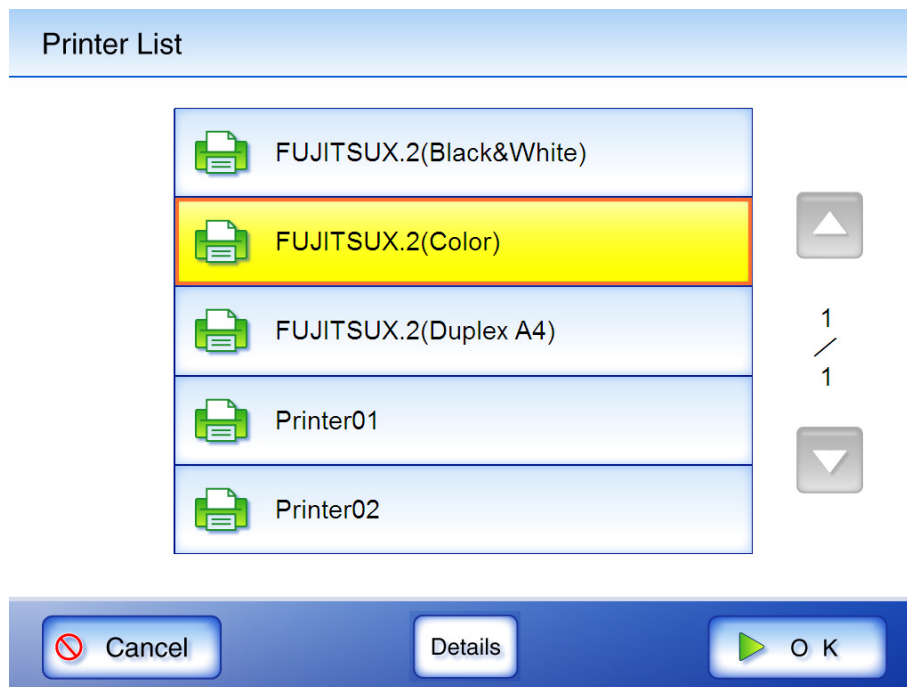 Printer List
FUJITSUX.2(Black&White)
FUJITSUX.2(Color)
FUJITSUX.2(Duplex A4)
Printer01
Printer02
1
/
1
Cancel
Details
O K